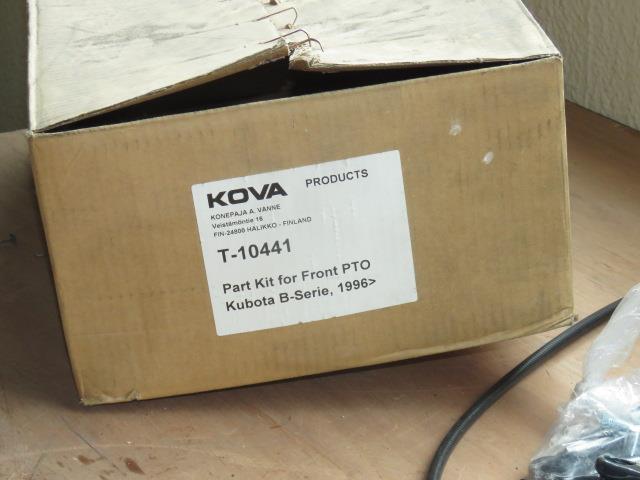 KOVA PRODUCTS
KONEPAJA A. VANNE
Veistämöntie 16
FIN-24800 HALIKKO - FINLAND
T-10441
Part Kit for Front PTO
Kubota B-Serie, 1996>